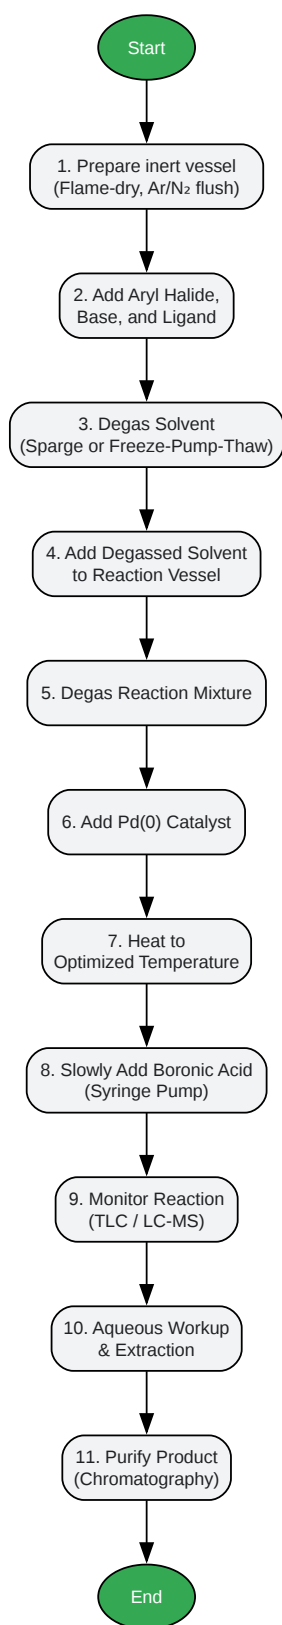 Start
1. Prepare inert vessel
(Flame-dry, Ar/N₂ flush)
2. Add Aryl Halide,
Base, and Ligand
3. Degas Solvent
(Sparge or Freeze-Pump-Thaw)
4. Add Degassed Solvent
to Reaction Vessel
5. Degas Reaction Mixture
6. Add Pd(0) Catalyst
7. Heat to
Optimized Temperature
8. Slowly Add Boronic Acid
(Syringe Pump)
9. Monitor Reaction
(TLC / LC-MS)
10. Aqueous Workup
& Extraction
11. Purify Product
(Chromatography)
End